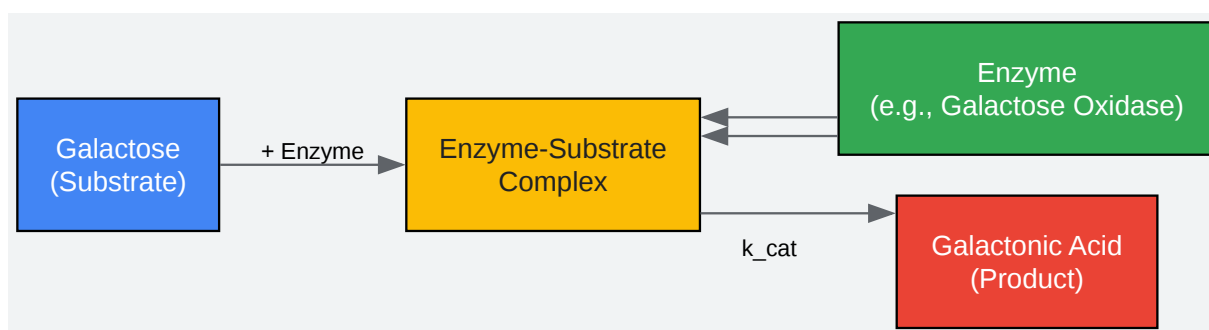 Galactose
(Substrate)
+ Enzyme
Enzyme-Substrate
Complex
Enzyme
(e.g., Galactose Oxidase)
k_cat
Galactonic Acid
(Product)